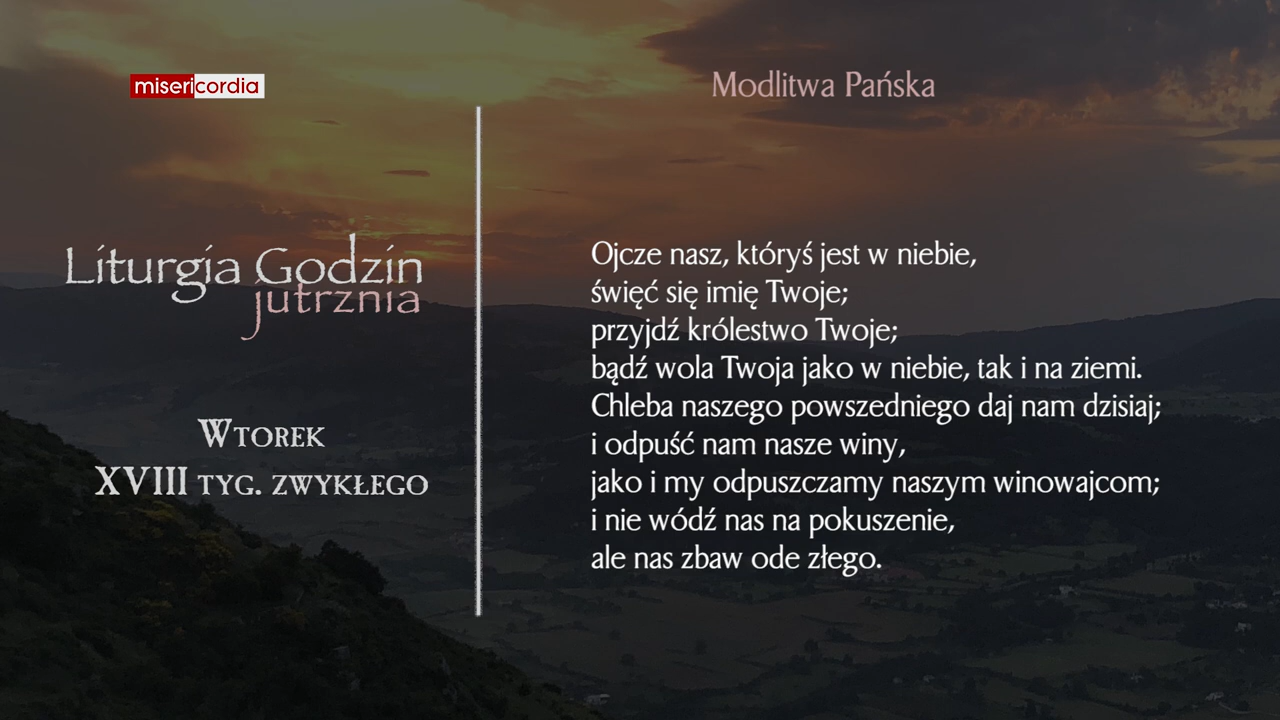 misericordia
Liturgia Godzin
jutrznia
Wtorek
XVIII tyg. zwykłego
Modlitwa Pańska
Ojcze nasz, któryś jest w niebie,
święć się imię Twoje;
przyjdź królestwo Twoje;
bądź wola Twoja jako w niebie, tak i na ziemi.
Chleba naszego powszedniego daj nam dzisiaj;
i odpuść nam nasze winy,
jako i my odpuszczamy naszym winowajcom;
i nie wódź nas na pokuszenie,
ale nas zbaw ode złego.